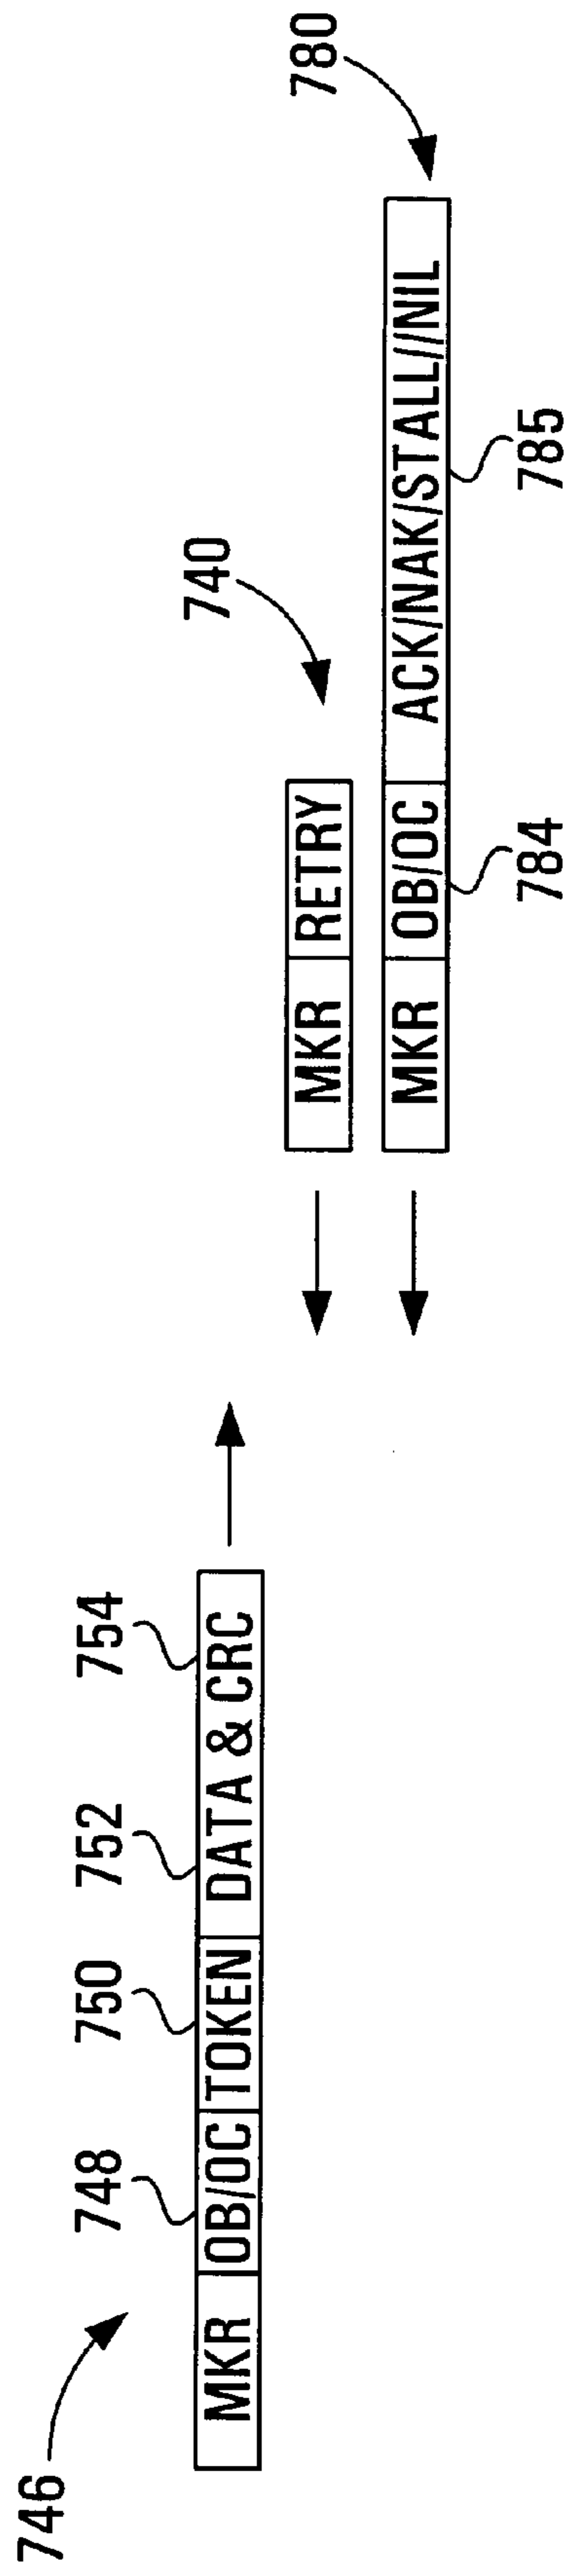 746
748 750 752 754
MKR OB/OC TOKEN DATA & CRC
740
MKR RETRY
780
MKR OB/OC ACK/NAK/STALL//NIL
784 785